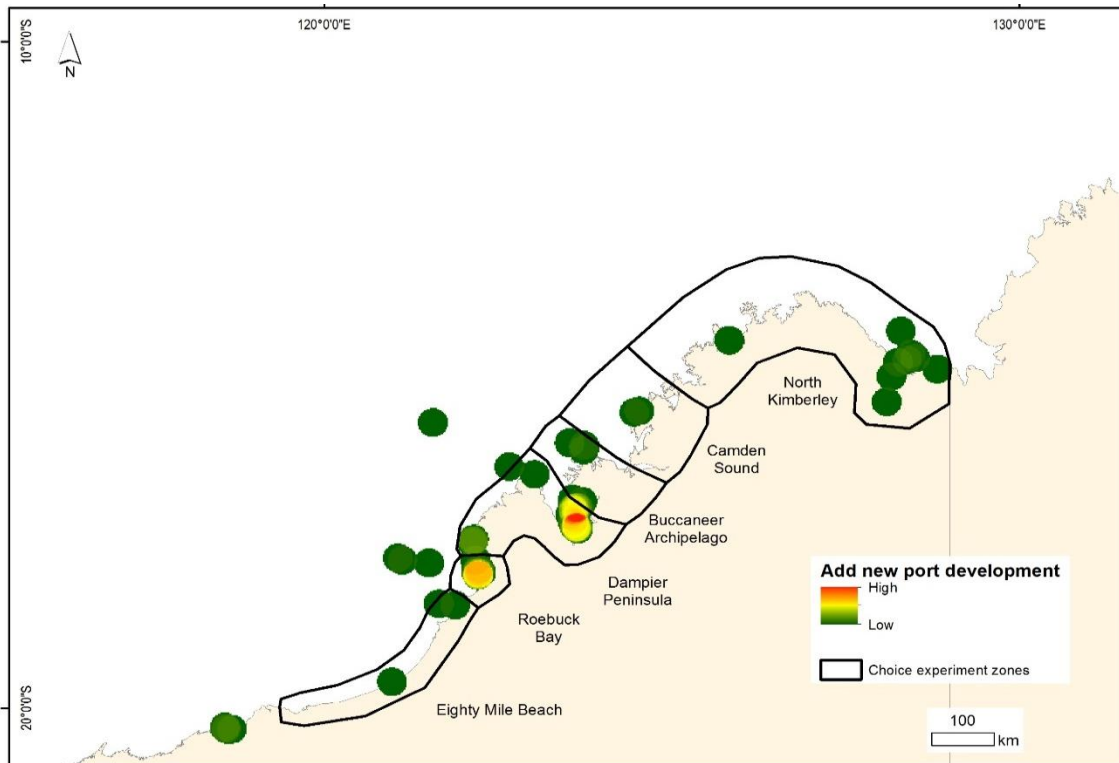 120°0'0"E
130°0'0"E
10°0'0"S
N
North
Kimberley
Camden
Sound
Buccaneer
Archipelago
Add new port development
High
Low
Dampier
Peninsula
Roebuck
Bay
Choice experiment zones
Eighty Mile Beach
20°0'0"S
100
km